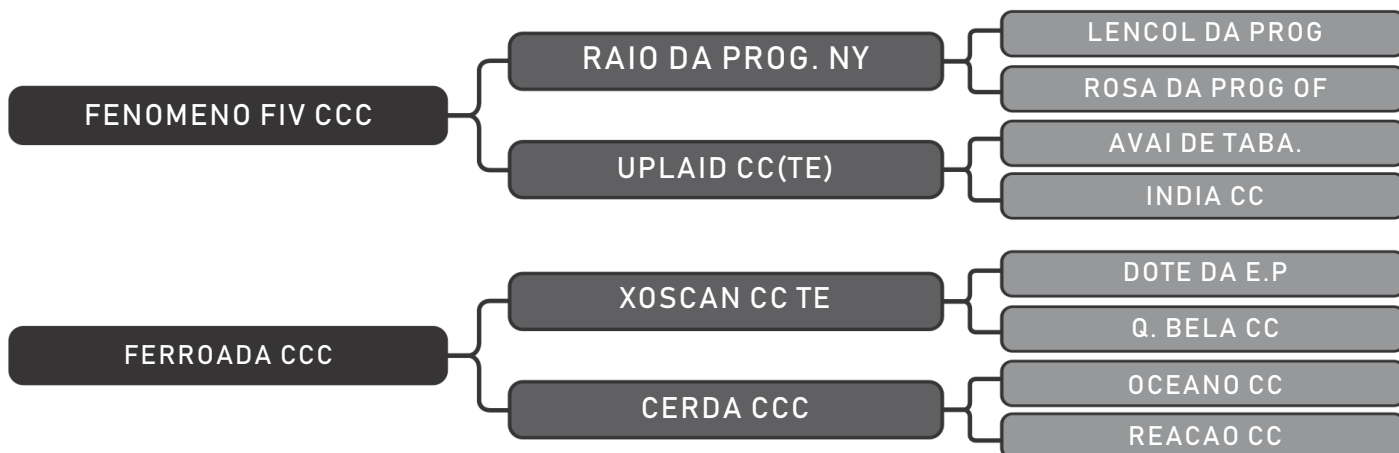 FENOMENO FIV CCC
RAIO DA PROG. NY
LENCOL DA PROG
ROSA DA PROG OF
UPLAID CC(TE)
AVAI DE TABA.
INDIA CC
FERROADA CCC
XOSCAN CC TE
DOTE DA E.P
Q. BELA CC
CERDA CCC
OCEANO CC
REACAO CC